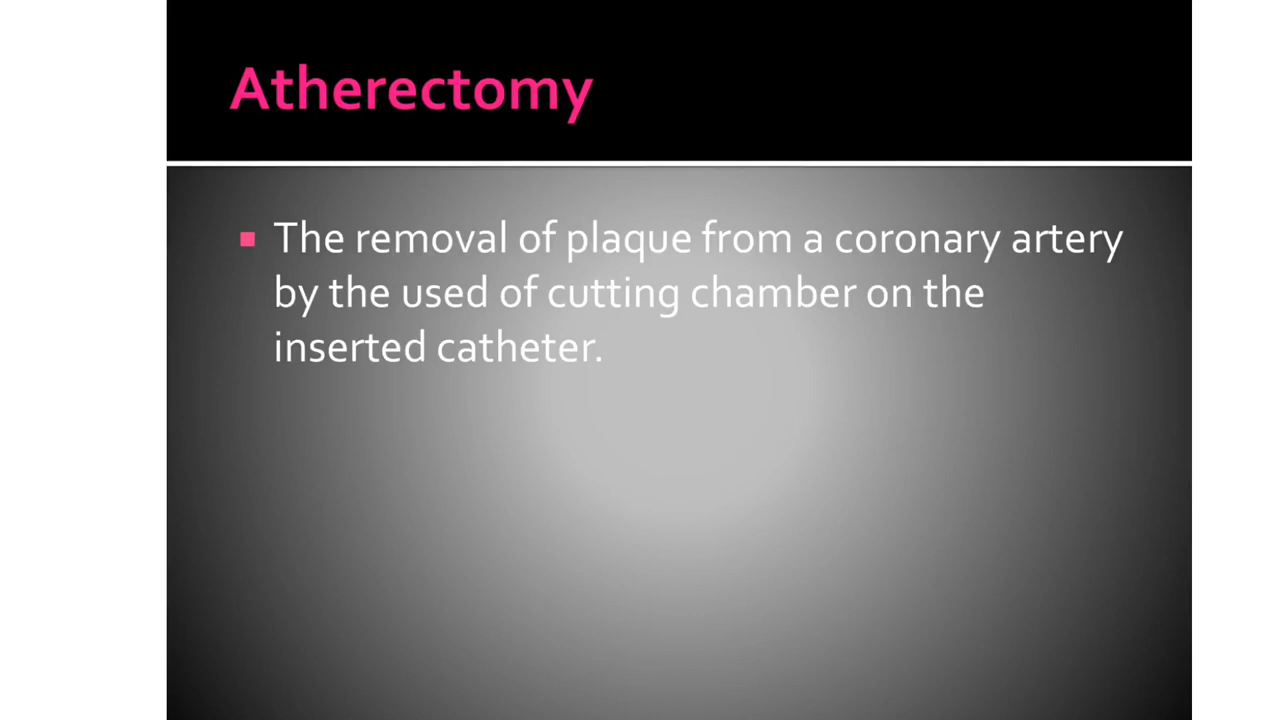 Atherectomy
The removal of plaque from a coronary artery
by the used of cutting chamber on the
inserted catheter.